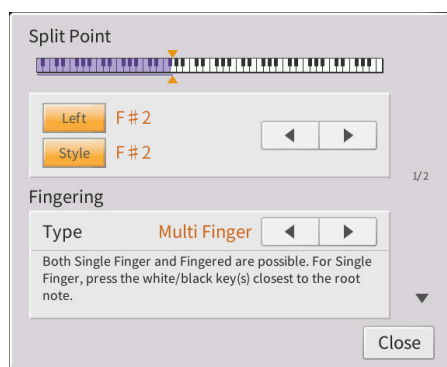 Split Point
Left F♯2
Style F♯2
1/2
Fingering
Type Multi Finger
Both Single Finger and Fingered are possible. For Single
Finger, press the white/black key(s) closest to the root
note.
Close